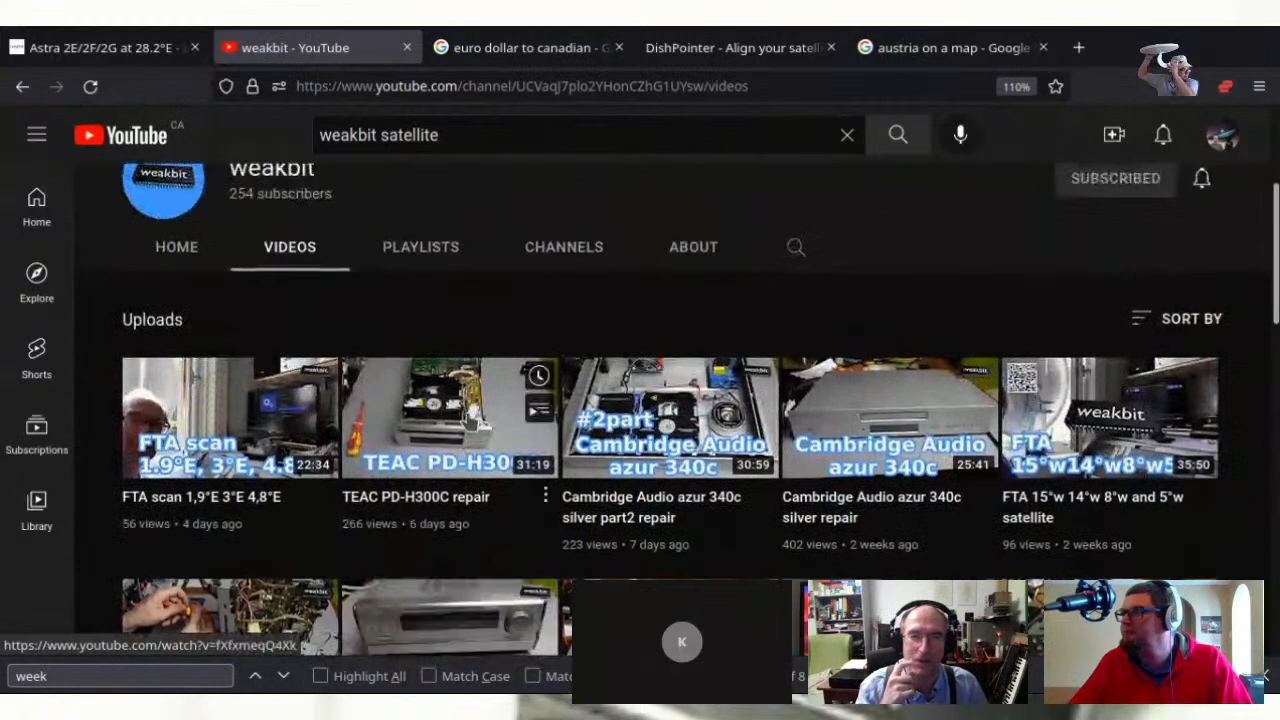 Astra 2E/2F/2G at 28.2°E -
weakbit - YouTube
euro dollar to canadian - G
DishPointer - Align your satell
austria on a map - Google
https://www.youtube.com/channel/UCVaqJ7plo2YHonCZhG1UYsw/videos
110%
YouTube CA
weakbit satellite
weakbit
weakbit
254 subscribers
SUBSCRIBED
Home
Explore
Shorts
Subscriptions
Library
HOME
VIDEOS
PLAYLISTS
CHANNELS
ABOUT
Uploads
SORT BY
FTA scan
1.9°E, 3°E, 4.8
22:34
FTA scan 1,9°E 3°E 4,8°E
56 views • 4 days ago
TEAC PD-H30
31:19
TEAC PD-H300C repair
266 views • 6 days ago
#2part
Cambridge Audio
azur 340c
30:59
Cambridge Audio azur 340c
silver part2 repair
223 views • 7 days ago
Cambridge Audio
azur 340c
25:41
Cambridge Audio azur 340c
silver repair
402 views • 2 weeks ago
weakbit
FTA
15°w14°w8°w5
35:50
FTA 15°w 14°w 8°w and 5°w
satellite
96 views • 2 weeks ago
https://www.youtube.com/watch?v=fXfxmeqQ4Xk
week
Highlight All
Match Case
Mat
of 8
K